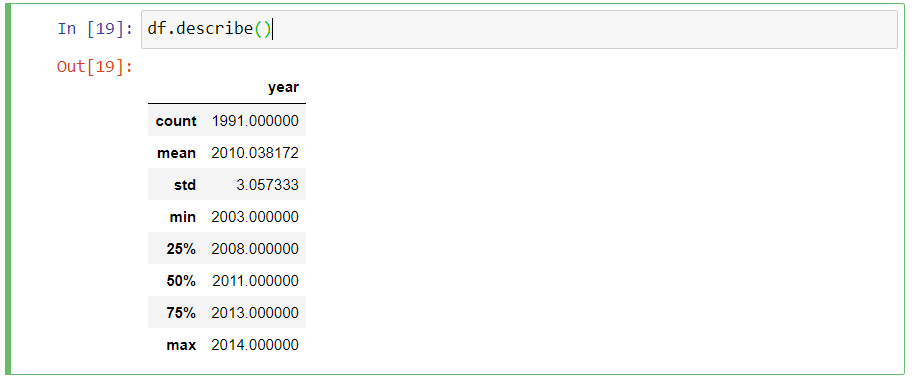 In [19]: df.describe()
Out[19]:
year
count 1991.000000
mean 2010.038172
std 3.057333
min 2003.000000
25% 2008.000000
50% 2011.000000
75% 2013.000000
max 2014.000000